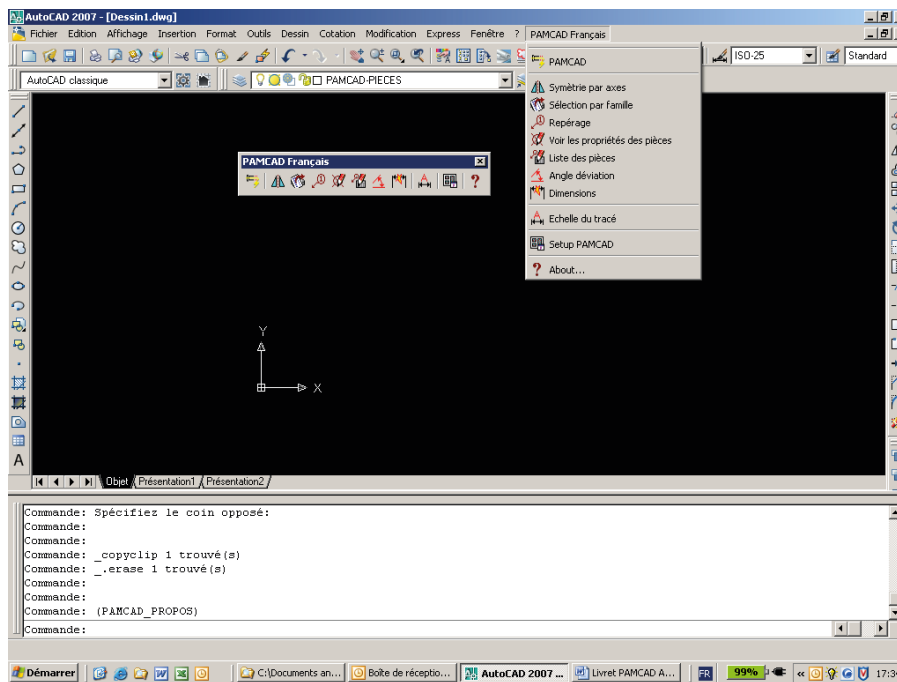 AutoCAD 2007 - [Dessin1.dwg]
Fichier Edition Affichage Insertion Format Outils Dessin Cotation Modification Express Fenêtre ? PAMCAD Français
ISO-25 Standard
AutoCAD classique PAMCAD-PIECES
PAMCAD
Symètrie par axes
Sélection par famille
Repérage
Voir les propriétés des pièces
Liste des pièces
Angle déviation
Dimensions
Echelle du tracé
Setup PAMCAD
? About...
PAMCAD Français
?
Y
X
A
Objet Présentation1 Présentation2
Commande: Spécifiez le coin opposé:
Commande:
Commande:
Commande: _copyclip 1 trouvé(s)
Commande: _.erase 1 trouvé(s)
Commande:
Commande:
Commande: (PAMCAD_PROPOS)
Commande:
Démarrer C:\Documents an... Boîte de réceptio... AutoCAD 2007 ... Livret PAMCAD A... FR 99% « 17:3